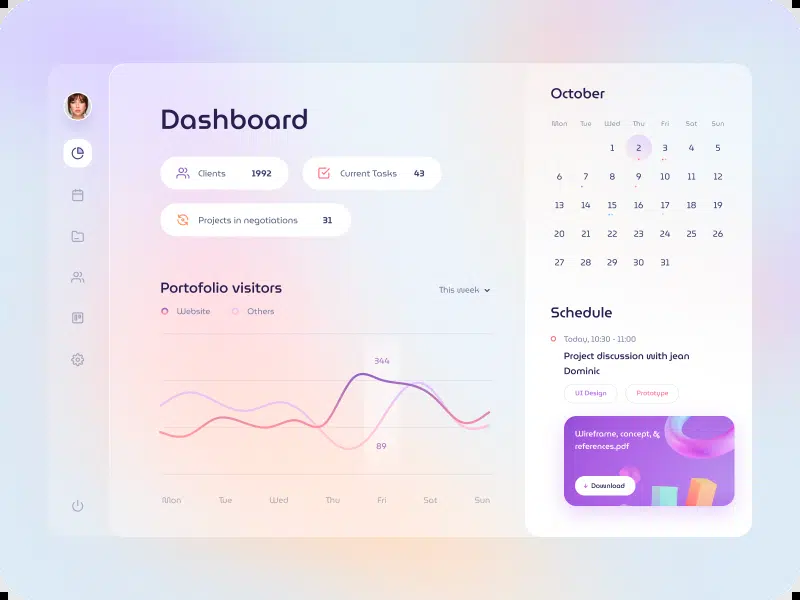 Dashboard
Clients 1992
Current Tasks 43
Projects in negotiations 31
Portofolio visitors
This week
Website Others
344
89
Mon Tue Wed Thu Fri Sat Sun
October
Mon Tue Wed Thu Fri Sat Sun
1 2 3 4 5
6 7 8 9 10 11 12
13 14 15 16 17 18 19
20 21 22 23 24 25 26
27 28 29 30 31
Schedule
Today, 10:30 - 11:00
Project discussion with jean
Dominic
UI Design Prototype
Wireframe, concept, &
references.pdf
Download